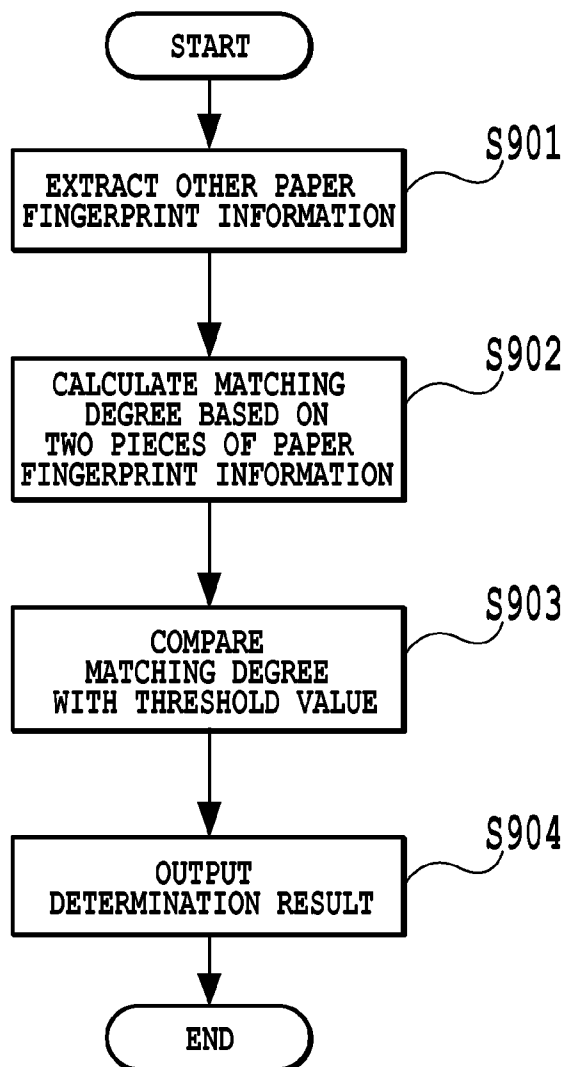 START
S901
EXTRACT OTHER PAPER
FINGERPRINT INFORMATION
S902
CALCULATE MATCHING
DEGREE BASED ON
TWO PIECES OF PAPER
FINGERPRINT INFORMATION
S903
COMPARE
MATCHING DEGREE
WITH THRESHOLD VALUE
S904
OUTPUT
DETERMINATION RESULT
END